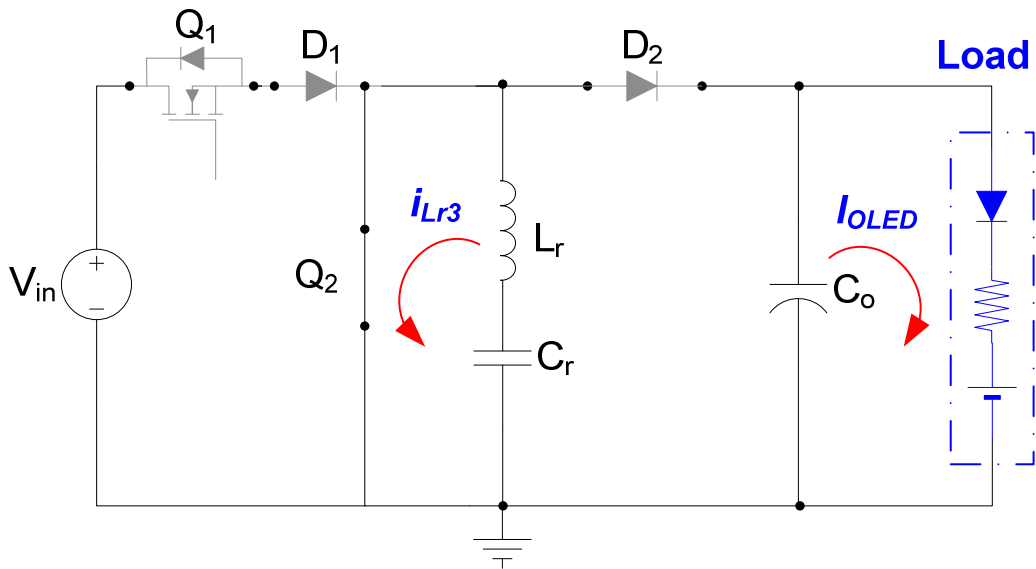 Q1
D1
D2
Load
iLr3
IOLED
Lr
Vin
+
−
Q2
Co
Cr